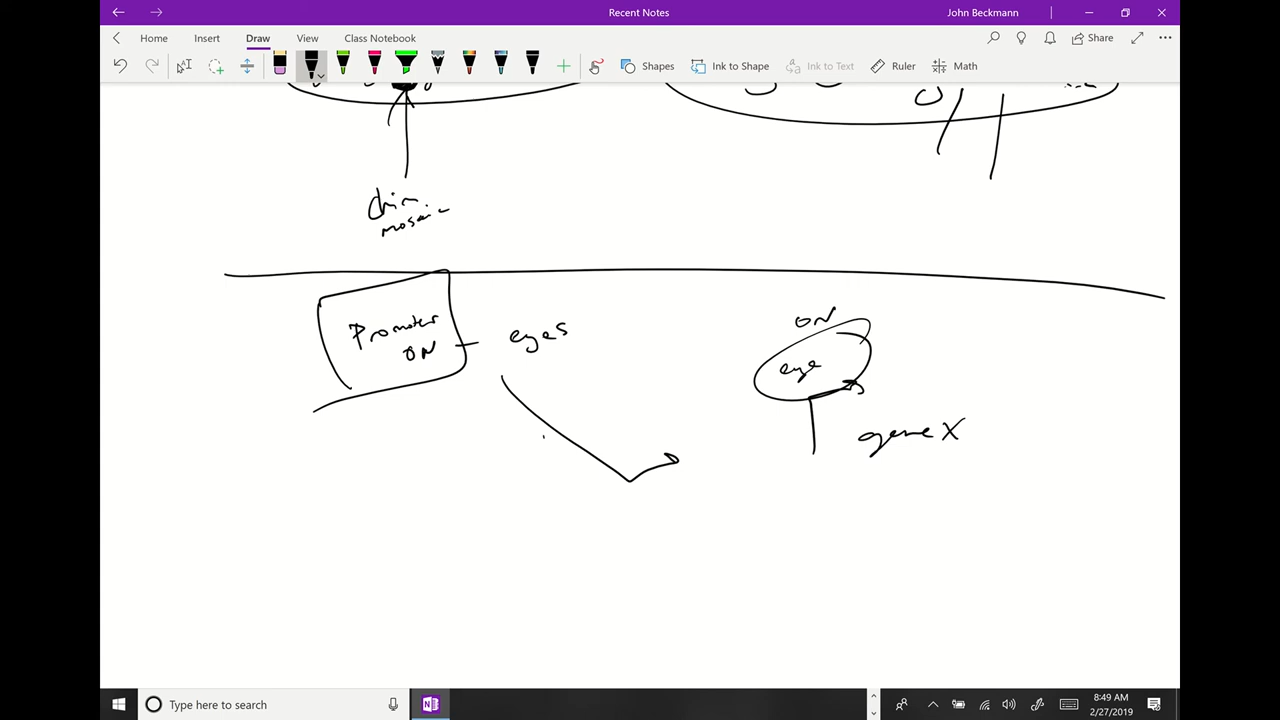 Recent Notes
John Beckmann
Home
Insert
Draw
View
Class Notebook
Share
Shapes
Ink to Shape
Ink to Text
Ruler
Math
mosaic
Promoter
ON
eyes
ON
eye
gene X
Type here to search
8:49 AM
2/27/2019